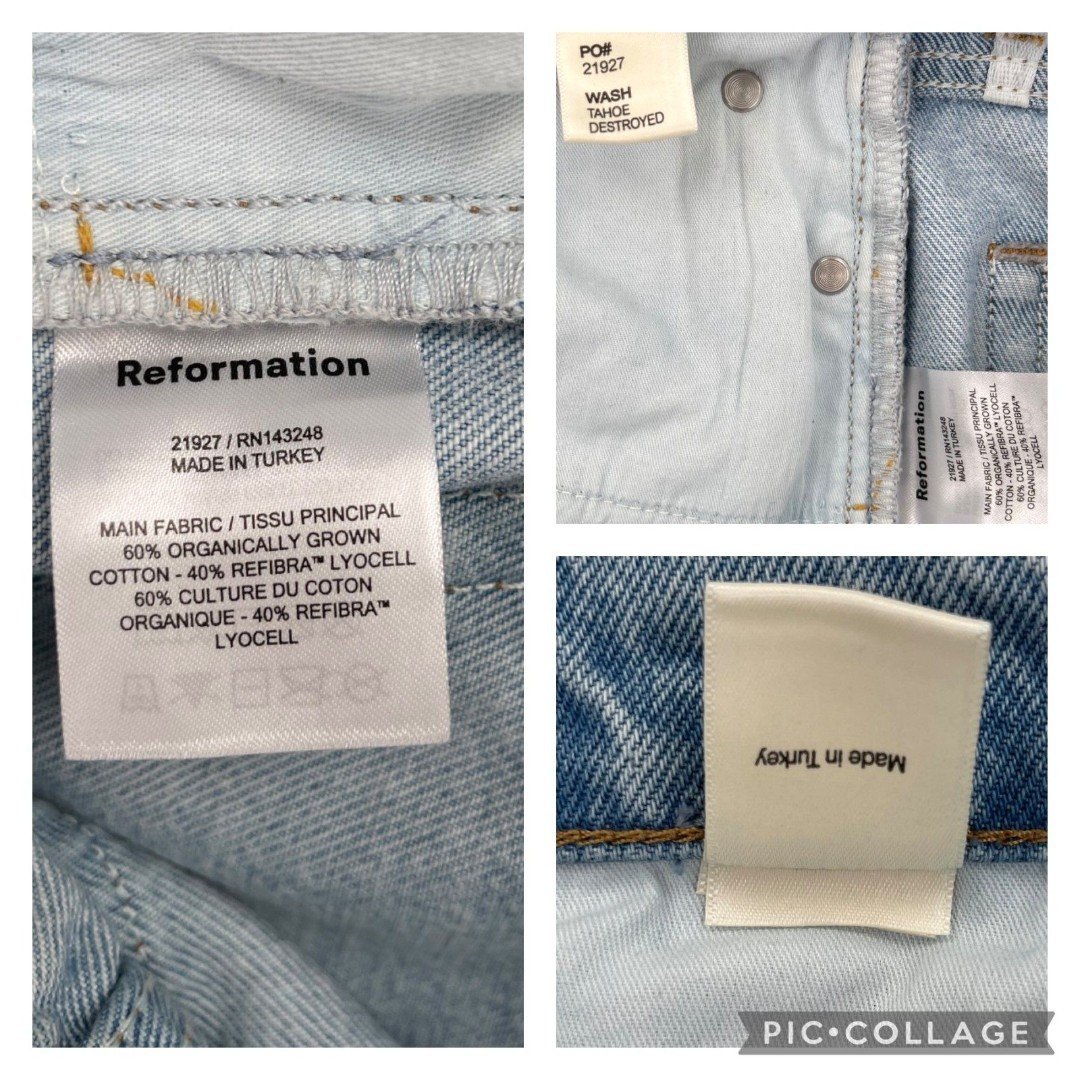 Reformation
21927 / RN143248
MADE IN TURKEY
MAIN FABRIC / TISSU PRINCIPAL
60% ORGANICALLY GROWN
COTTON - 40% REFIBRA™ LYOCELL
60% CULTURE DU COTON
ORGANIQUE - 40% REFIBRA™
LYOCELL
PO#
21927
WASH
TAHOE
DESTROYED
Reformation
21927 / RN143248
MADE IN TURKEY
MAIN FABRIC / TISSU PRINCIPAL
60% ORGANICALLY GROWN
COTTON - 40% REFIBRA™ LYOCELL
60% CULTURE DU COTON
ORGANIQUE - 40% REFIBRA™
LYOCELL
Made in Turkey
PIC•COLLAGE